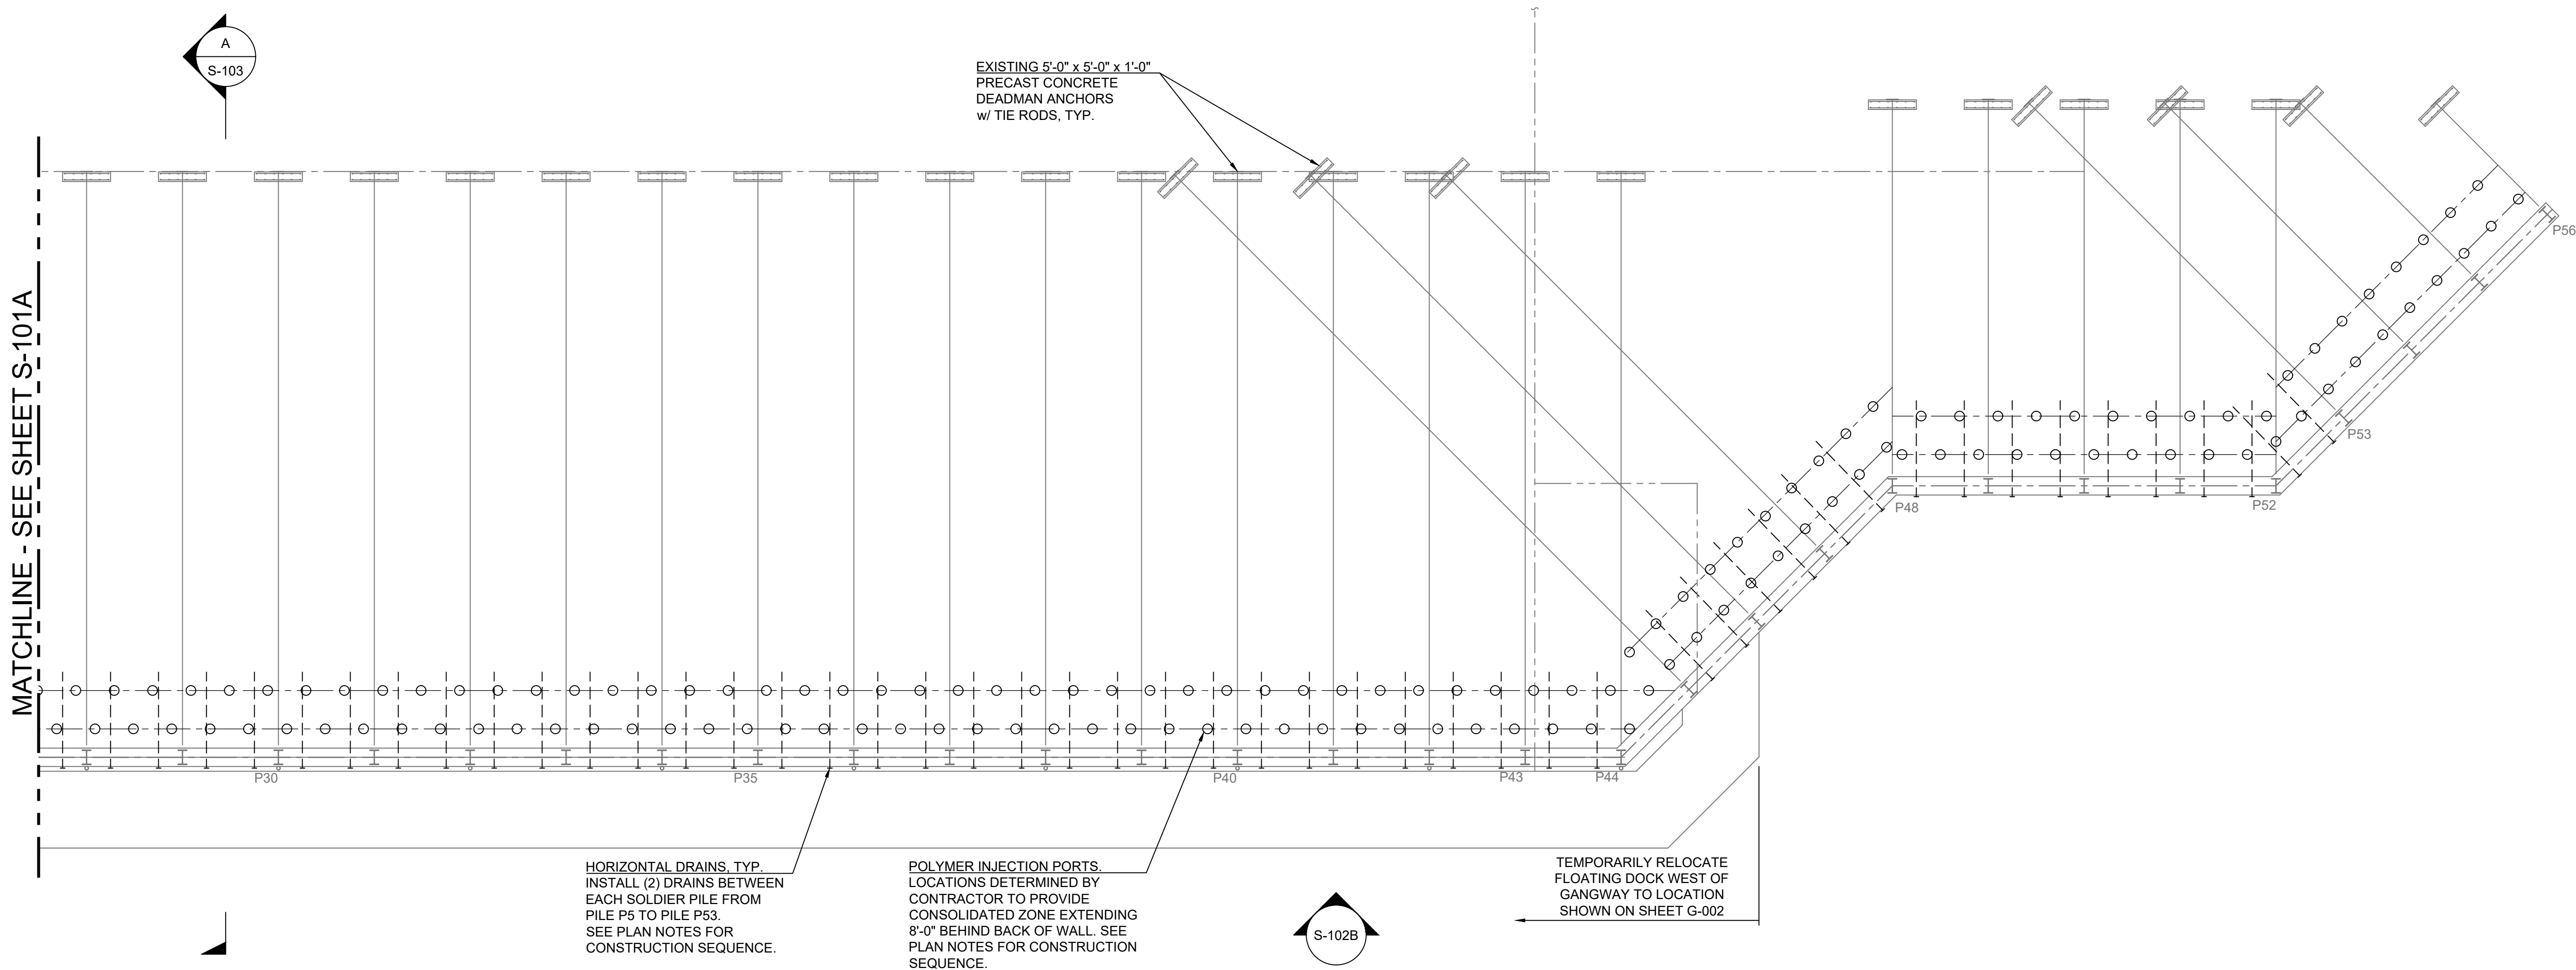 A
S-103
EXISTING 5'-0" x 5'-0" x 1'-0"
PRECAST CONCRETE
DEADMAN ANCHORS
w/ TIE RODS, TYP.
MATCHLINE - SEE SHEET S-101A
P56
P53
P48
P52
P30
P35
P40
P43
P44
HORIZONTAL DRAINS, TYP.
INSTALL (2) DRAINS BETWEEN
EACH SOLDIER PILE FROM
PILE P5 TO PILE P53.
SEE PLAN NOTES FOR
CONSTRUCTION SEQUENCE.
POLYMER INJECTION PORTS.
LOCATIONS DETERMINED BY
CONTRACTOR TO PROVIDE
CONSOLIDATED ZONE EXTENDING
8'-0" BEHIND BACK OF WALL. SEE
PLAN NOTES FOR CONSTRUCTION
SEQUENCE.
S-102B
TEMPORARILY RELOCATE
FLOATING DOCK WEST OF
GANGWAY TO LOCATION
SHOWN ON SHEET G-002